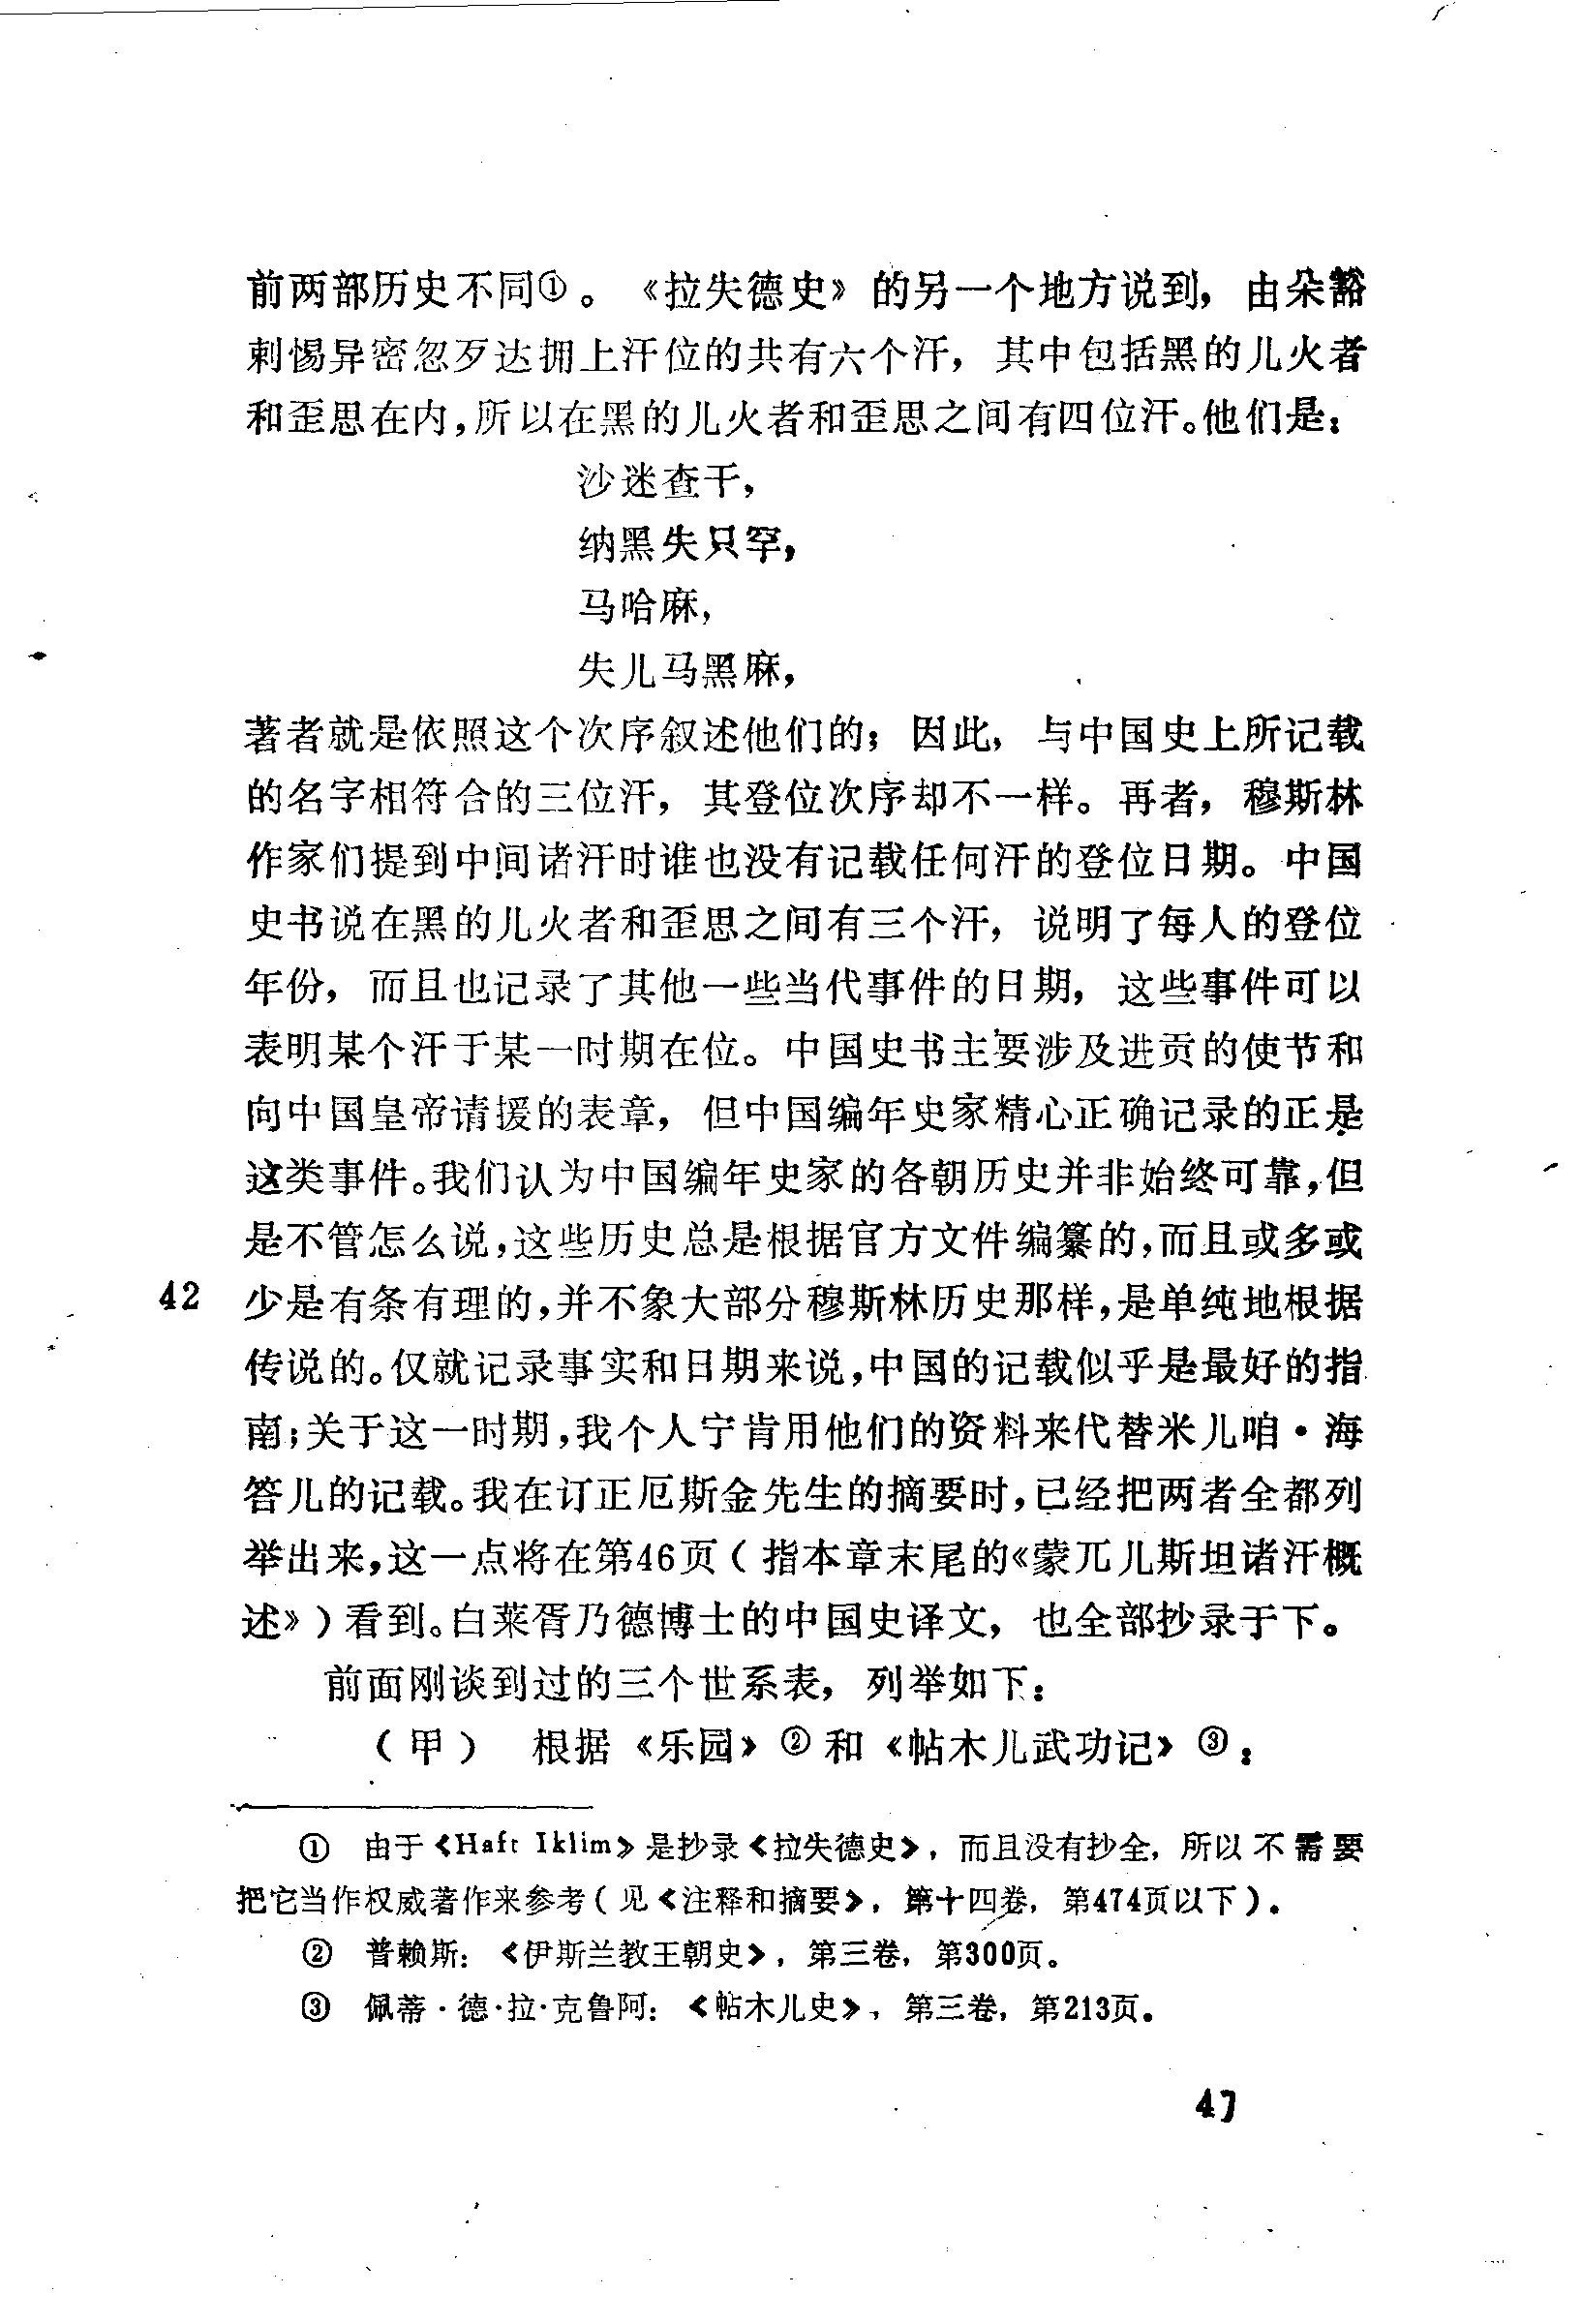 前两部历史不同①。《拉失德史》的另一个地方说到，由朵豁
剌惕异密忽歹达拥上汗位的共有六个汗，其中包括黑的儿火者
和歪思在内，所以在黑的儿火者和歪思之间有四位汗。他们是：
沙迷查干，
纳黑失只罕，
马哈麻，
失儿马黑麻，
著者就是依照这个次序叙述他们的；因此，与中国史上所记载
的名字相符合的三位汗，其登位次序却不一样。再者，穆斯林
作家们提到中间诸汗时谁也没有记载任何汗的登位日期。中国
史书说在黑的儿火者和歪思之间有三个汗，说明了每人的登位
年份，而且也记录了其他一些当代事件的日期，这些事件可以
表明某个汗于某一时期在位。中国史书主要涉及进贡的使节和
向中国皇帝请援的表章，但中国编年史家精心正确记录的正是
这类事件。我们认为中国编年史家的各朝历史并非始终可靠，但
是不管怎么说，这些历史总是根据官方文件编纂的，而且或多或
42 少是有条有理的，并不象大部分穆斯林历史那样，是单纯地根据
传说的。仅就记录事实和日期来说，中国的记载似乎是最好的指
南；关于这一时期，我个人宁肯用他们的资料来代替米儿咱·海
答儿的记载。我在订正厄斯金先生的摘要时，已经把两者全都列
举出来，这一点将在第46页（指本章末尾的《蒙兀儿斯坦诸汗概
述》）看到。白莱胥乃德博士的中国史译文，也全部抄录于下。
前面刚谈到过的三个世系表，列举如下：
（甲） 根据《乐园》②和《帖木儿武功记》③：
① 由于《Haft Iklim》是抄录《拉失德史》，而且没有抄全，所以不需要
把它当作权威著作来参考（见《注释和摘要》，第十四卷，第474页以下）。
② 普赖斯：《伊斯兰教王朝史》，第三卷，第300页。
③ 佩蒂·德·拉·克鲁阿：《帖木儿史》，第三卷，第213页。
47